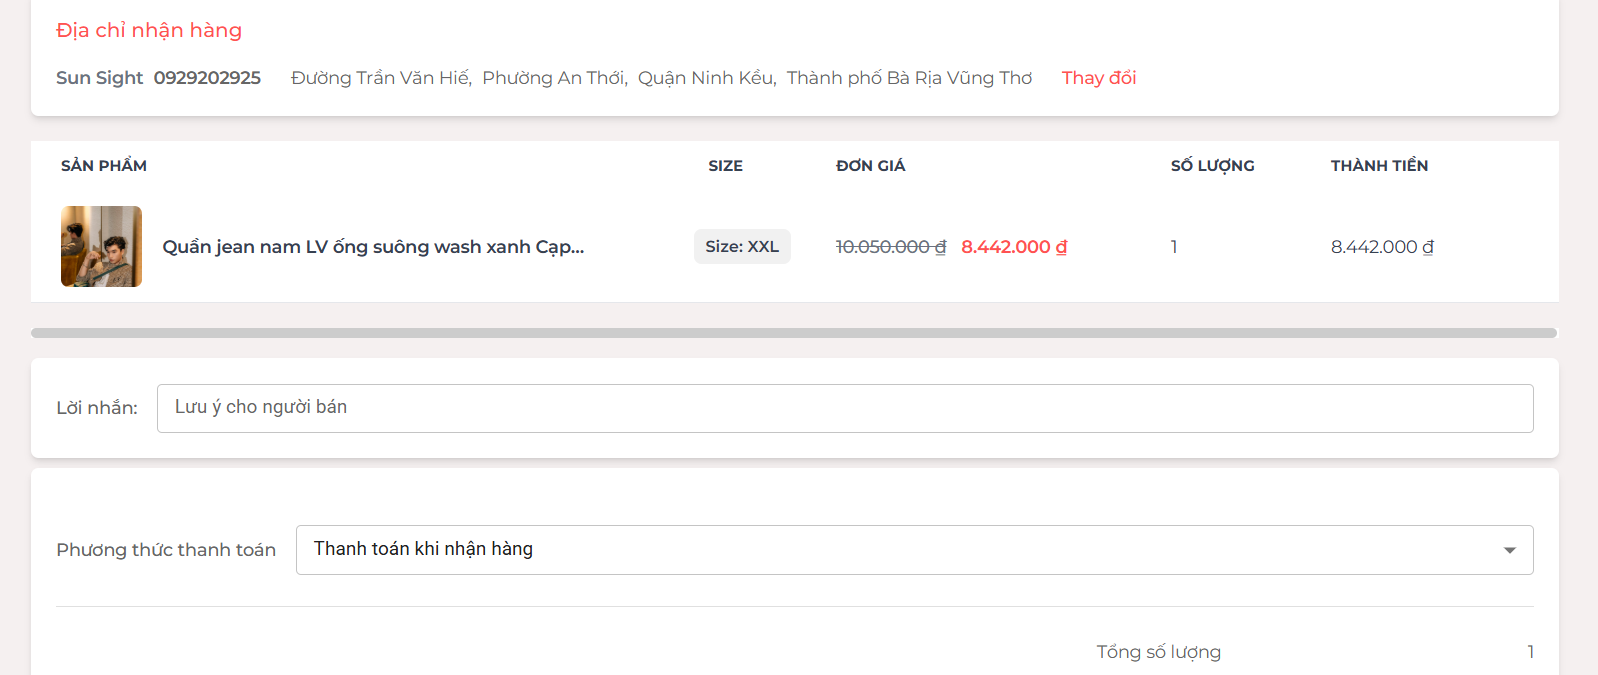 Địa chỉ nhận hàng
Sun Sight 0929202925 Đường Trần Văn Hiế, Phường An Thới, Quận Ninh Kều, Thành phố Bà Rịa Vũng Thơ Thay đổi
SẢN PHẨM SIZE ĐƠN GIÁ SỐ LƯỢNG THÀNH TIỀN
Quần jean nam LV ống suông wash xanh Cạp... Size: XXL 10.050.000 ₫ 8.442.000 ₫ 1 8.442.000 ₫
Lời nhắn: Lưu ý cho người bán
Phương thức thanh toán Thanh toán khi nhận hàng
Tổng số lượng 1